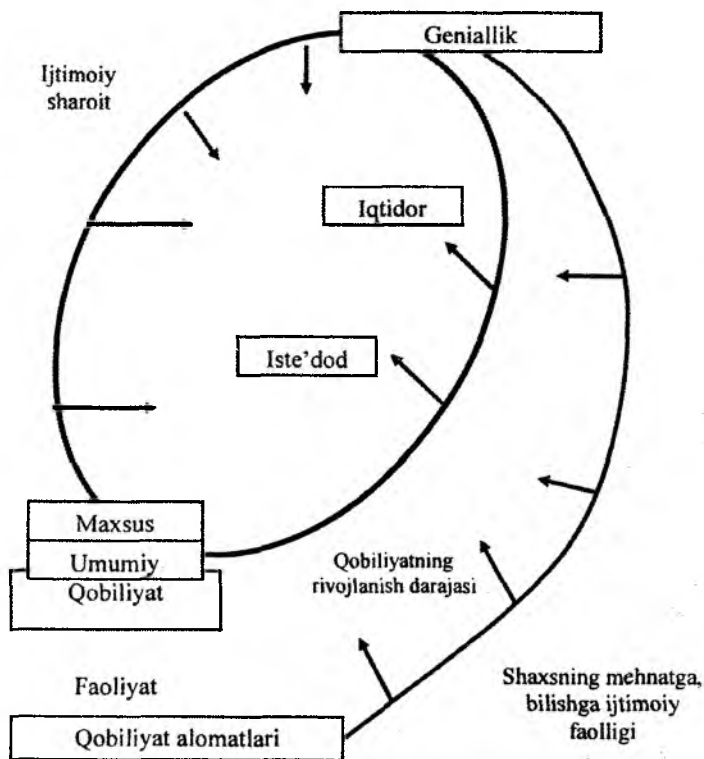 Geniallik
Ijtimoiy
sharoit
Iqtidor
Iste’dod
Maxsus
Umumiy
Qobiliyat
Qobiliyatning
rivojlanish darajasi
Faoliyat
Shaxsning mehnatga,
bilishga ijtimoiy
faolligi
Qobiliyat alomatlari